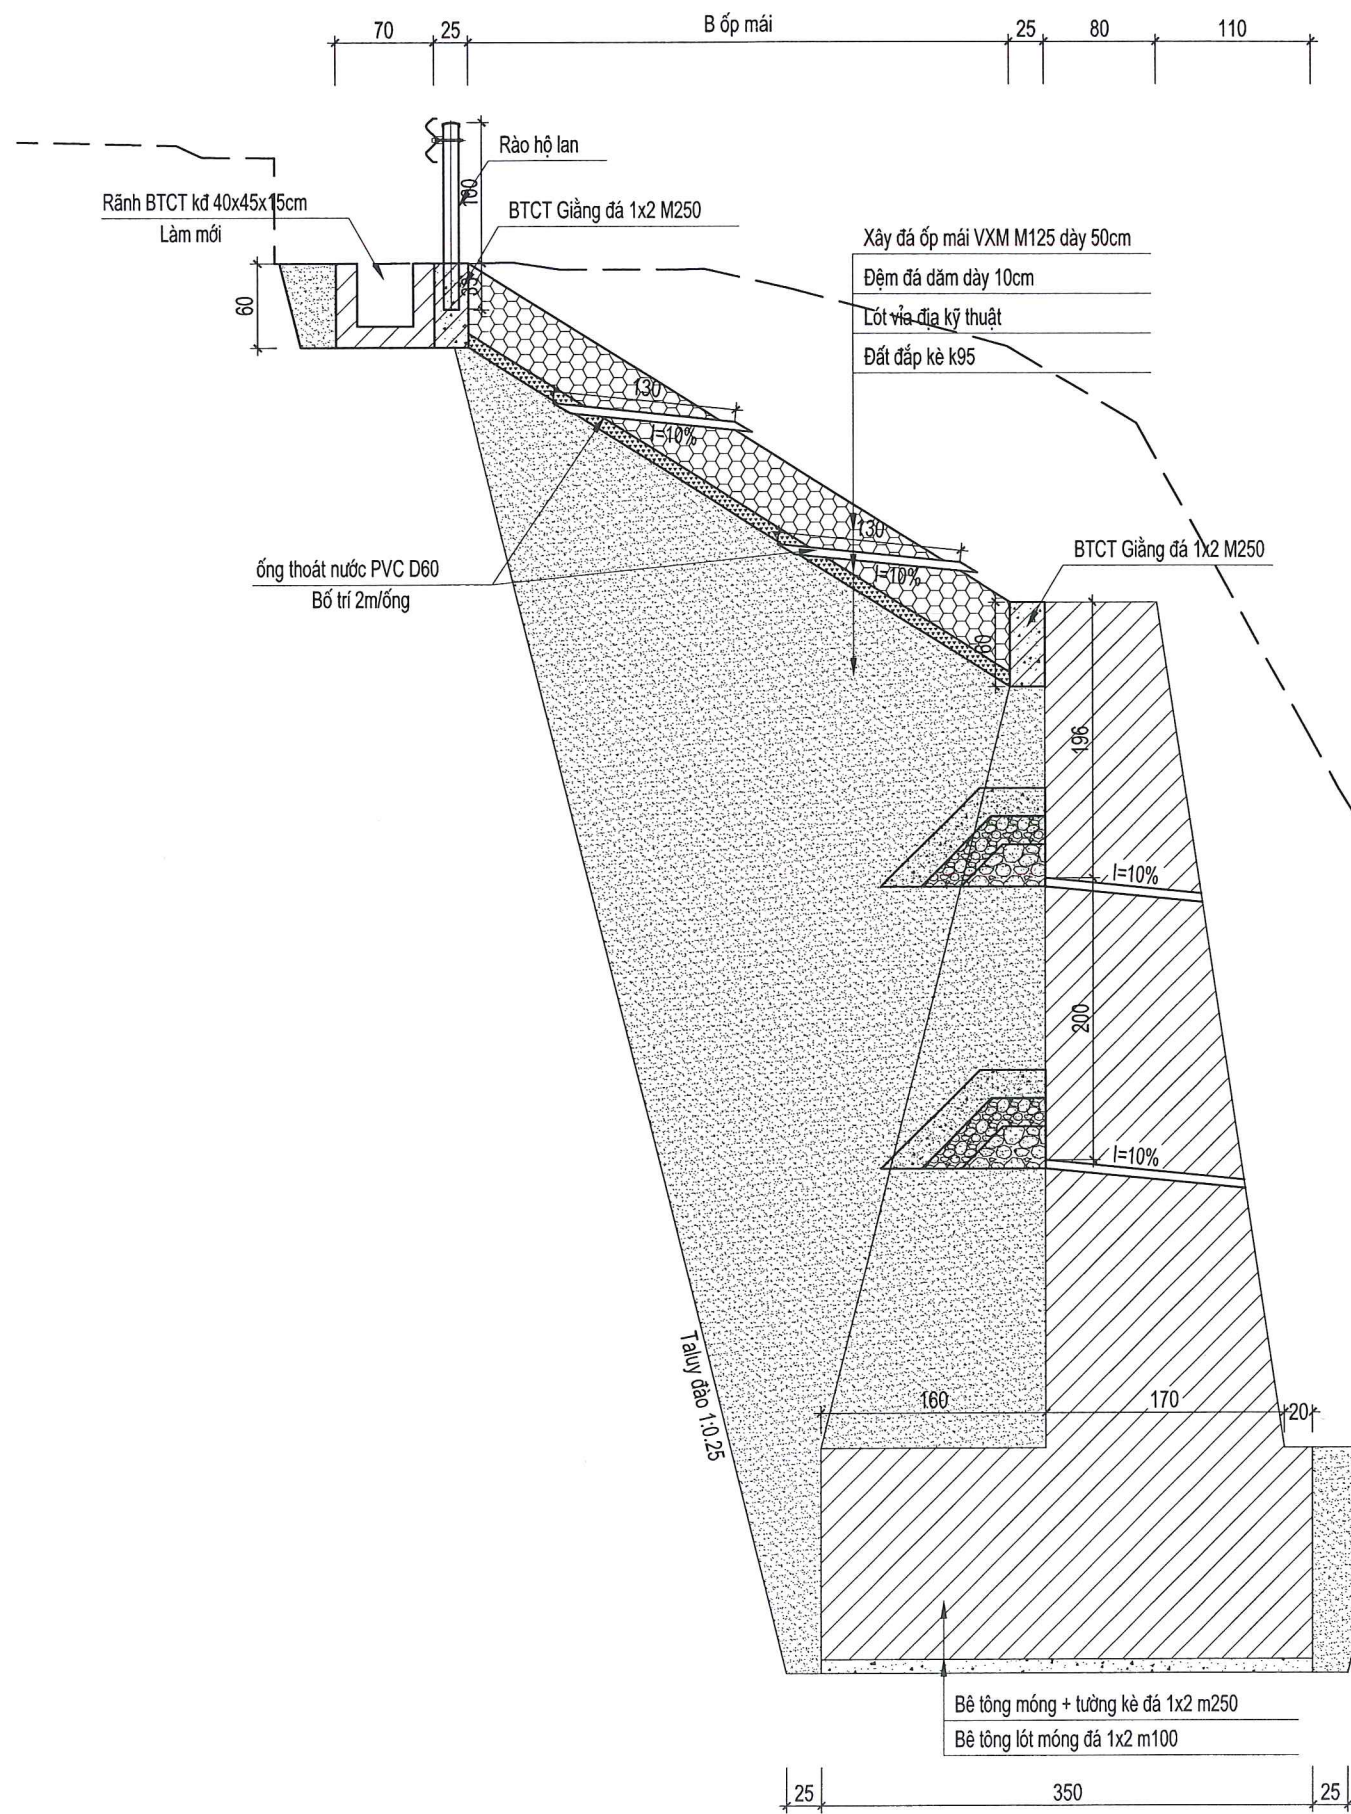 70
25
B ốp mái
25
80
110
Rào hộ lan
100
Rãnh BTCT kđ 40x45x15cm
Làm mới
BTCT Giằng đá 1x2 M250
Xây đá ốp mái VXM M125 dày 50cm
Đệm đá dăm dày 10cm
Lót vỉa địa kỹ thuật
Đất đắp kè k95
60
130
I=10%
130
I=10%
BTCT Giằng đá 1x2 M250
ống thoát nước PVC D60
Bố trí 2m/ống
60
196
I=10%
200
I=10%
Taluy đào 1:0.25
160
170
20
Bê tông móng + tường kè đá 1x2 m250
Bê tông lót móng đá 1x2 m100
25
350
25